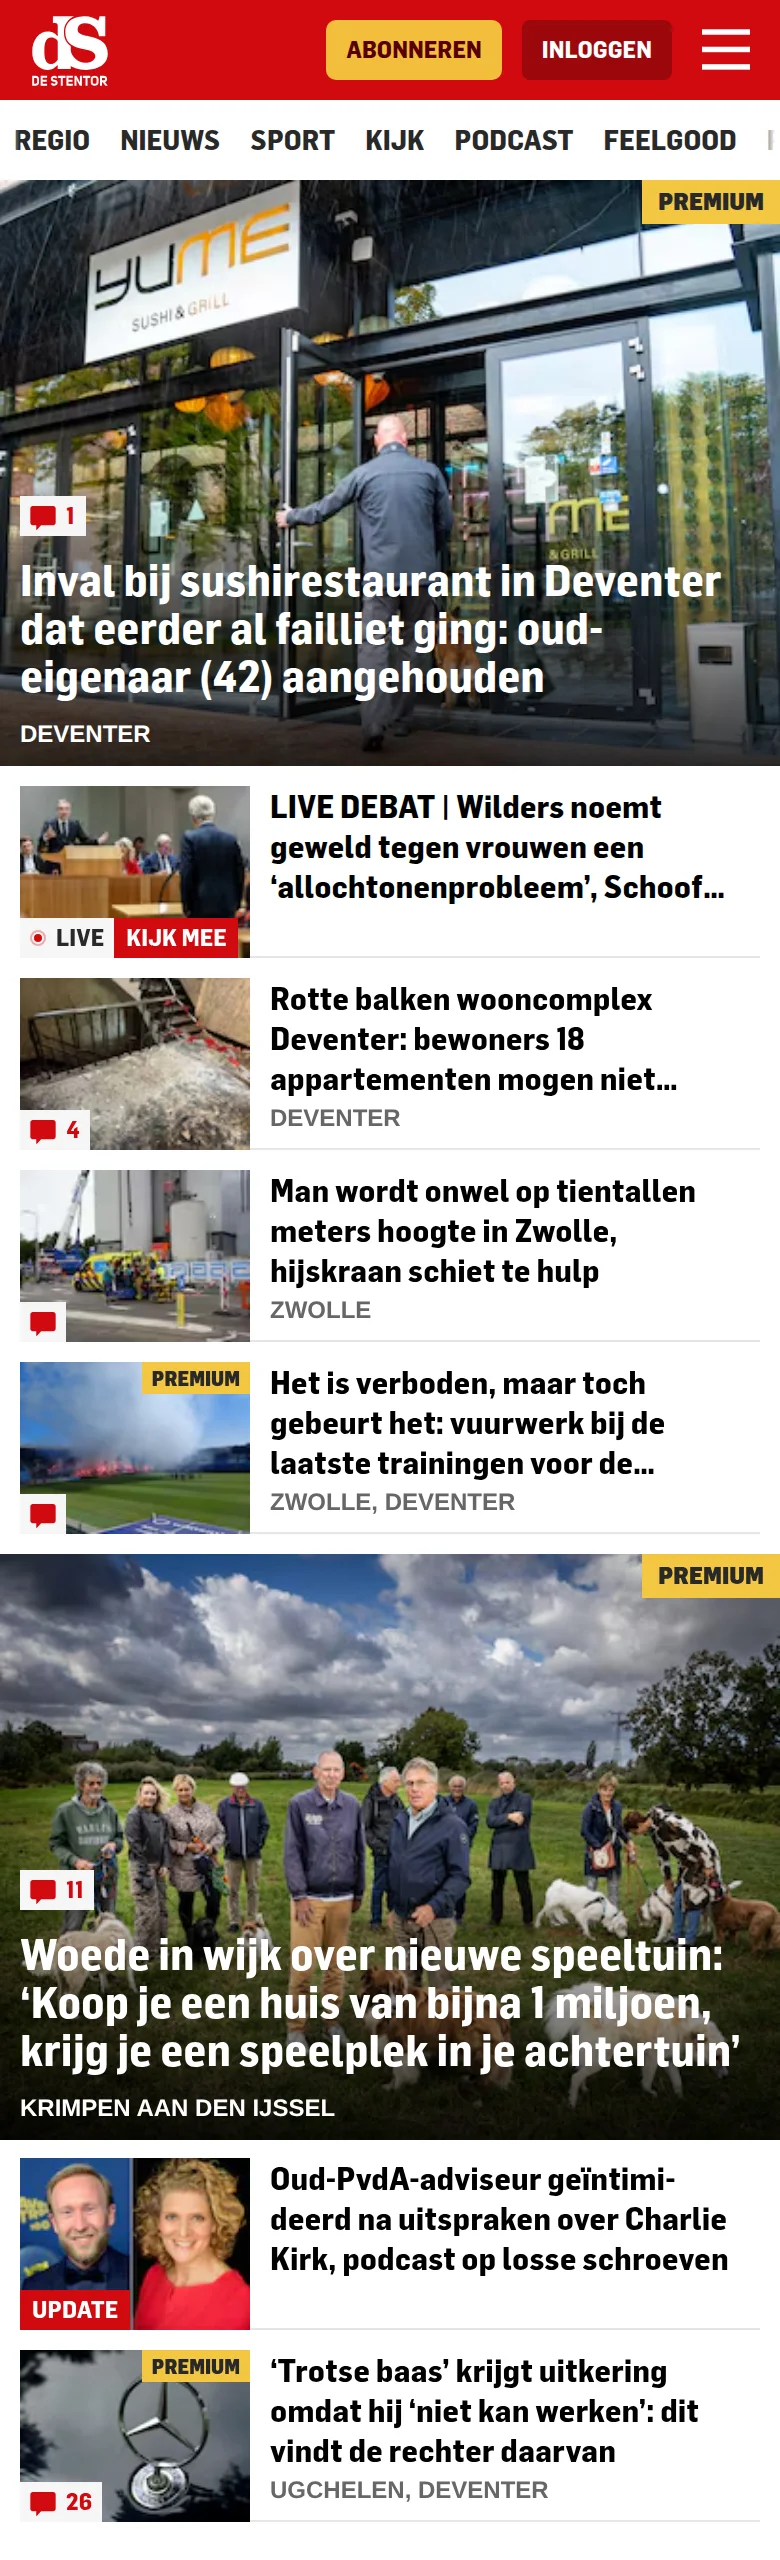 dS
DE STENTOR
ABONNEREN
INLOGGEN
REGIO NIEUWS SPORT KIJK PODCAST FEELGOOD
PREMIUM
YUME
SUSHI & GRILL
ME
& GRILL
1
Inval bij sushirestaurant in Deventer
dat eerder al failliet ging: oud-
eigenaar (42) aangehouden
DEVENTER
LIVE DEBAT | Wilders noemt
geweld tegen vrouwen een
‘allochtonenprobleem’, Schoof...
LIVE KIJK MEE
Rotte balken wooncomplex
Deventer: bewoners 18
appartementen mogen niet...
DEVENTER
4
Man wordt onwel op tientallen
meters hoogte in Zwolle,
hijskraan schiet te hulp
ZWOLLE
PREMIUM
Het is verboden, maar toch
gebeurt het: vuurwerk bij de
laatste trainingen voor de...
ZWOLLE, DEVENTER
PREMIUM
HARLEY
DAVIDSON
11
Woede in wijk over nieuwe speeltuin:
‘Koop je een huis van bijna 1 miljoen,
krijg je een speelplek in je achtertuin’
KRIMPEN AAN DEN IJSSEL
Oud-PvdA-adviseur geïntimi-
deerd na uitspraken over Charlie
Kirk, podcast op losse schroeven
UPDATE
PREMIUM
‘Trotse baas’ krijgt uitkering
omdat hij ‘niet kan werken’: dit
vindt de rechter daarvan
UGCHELEN, DEVENTER
26